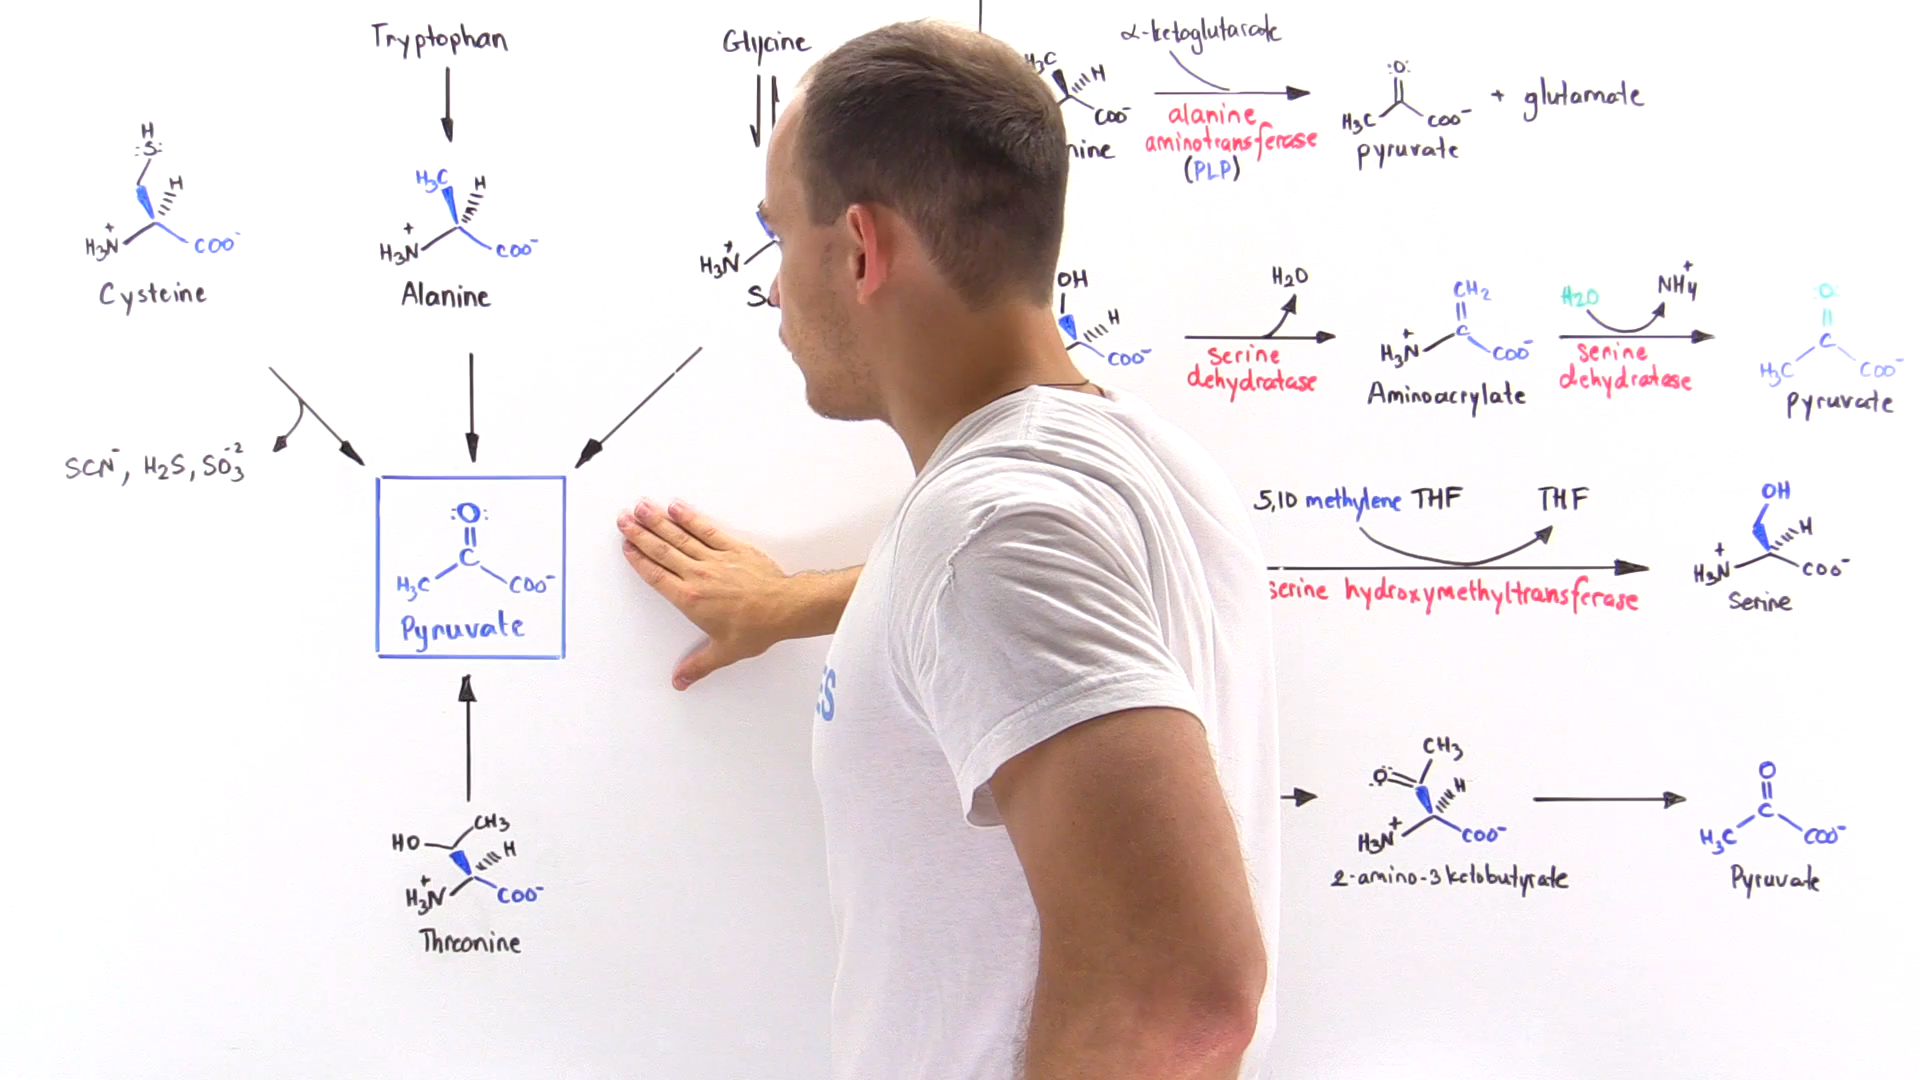 Tryptophan
Glycine
H
:S:
H
H₃N⁺
COO⁻
Cysteine
H₃C
H
H₃N⁺
COO⁻
Alanine
H₃N⁺
SCN⁻, H₂S, SO₃⁻²
:O:
C
H₃C
COO⁻
Pyruvate
HO
CH₃
H
H₃N⁺
COO⁻
Threonine
α-ketoglutarate
H₃C
H
COO⁻
nine
alanine
aminotransferase
(PLP)
:O:
H₃C
COO⁻
pyruvate
+ glutamate
OH
H
COO⁻
H₂O
serine
dehydratase
CH₂
C
H₃N⁺
COO⁻
Aminoacrylate
H₂O
NH₄⁺
serine
dehydratase
:O:
C
H₃C
COO⁻
pyruvate
5,10 methylene THF
THF
serine hydroxymethyltransferase
OH
H
H₃N⁺
COO⁻
Serine
CH₃
:O:
H
H₃N⁺
COO⁻
2-amino-3 ketobutyrate
O
C
H₃C
COO⁻
Pyruvate
ES